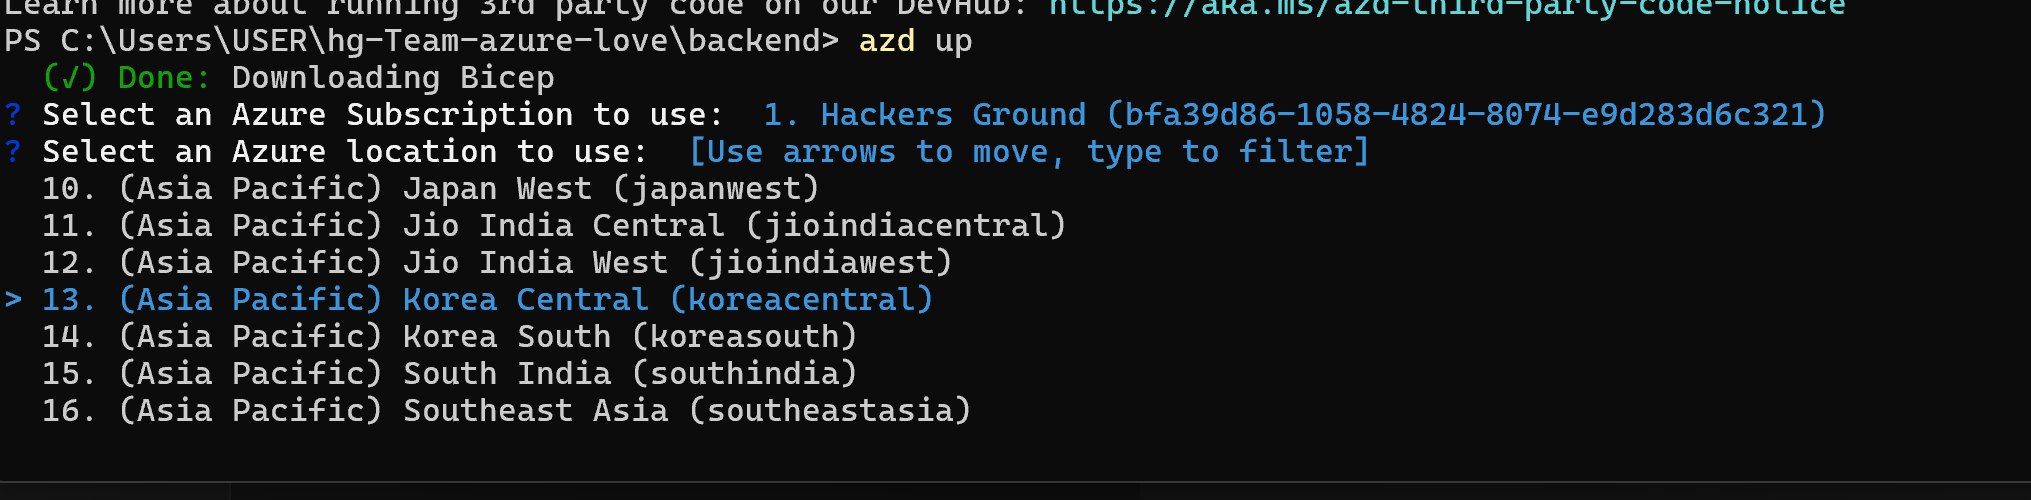 Learn more about running 3rd party code on our DevHub: https://aka.ms/azd-third-party-code-notice
PS C:\Users\USER\hg-Team-azure-love\backend> azd up
(✓) Done: Downloading Bicep
? Select an Azure Subscription to use:  1. Hackers Ground (bfa39d86-1058-4824-8074-e9d283d6c321)
? Select an Azure location to use:  [Use arrows to move, type to filter]
10. (Asia Pacific) Japan West (japanwest)
11. (Asia Pacific) Jio India Central (jioindiacentral)
12. (Asia Pacific) Jio India West (jioindiawest)
> 13. (Asia Pacific) Korea Central (koreacentral)
14. (Asia Pacific) Korea South (koreasouth)
15. (Asia Pacific) South India (southindia)
16. (Asia Pacific) Southeast Asia (southeastasia)